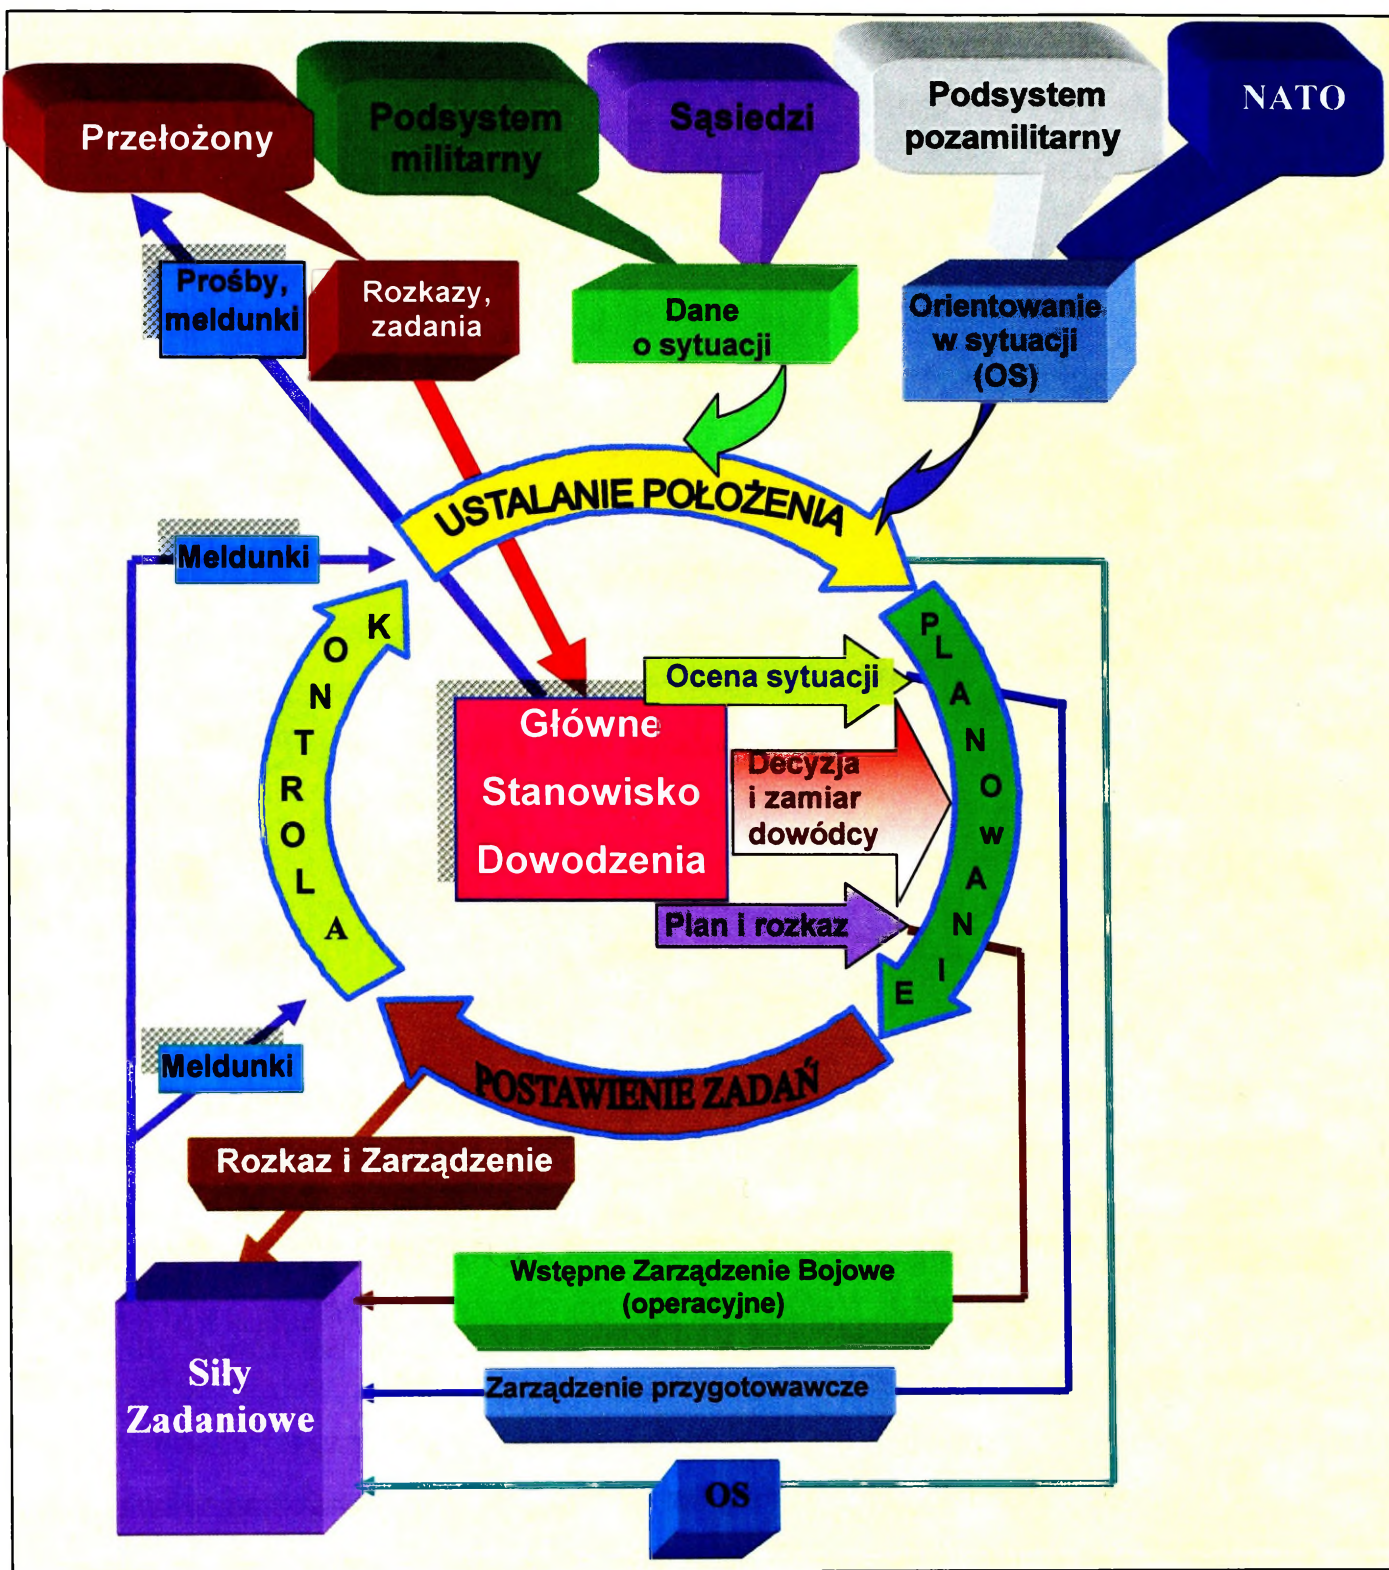 Przełożony
Podsystem
militarny
Sąsiedzi
Podsystem
pozamilitarny
NATO
Prośby,
meldunki
Rozkazy,
zadania
Dane
o sytuacji
Orientowanie
w sytuacji
(OS)
USTALANIE POŁOŻENIA
Meldunki
KONTROLA
PLANOWANIE
Ocena sytuacji
Główne
Stanowisko
Dowodzenia
Decyzja
i zamiar
dowódcy
Plan i rozkaz
Meldunki
POSTAWIENIE ZADAŃ
Rozkaz i Zarządzenie
Wstępne Zarządzenie Bojowe
(operacyjne)
Siły
Zadaniowe
Zarządzenie przygotowawcze
OS